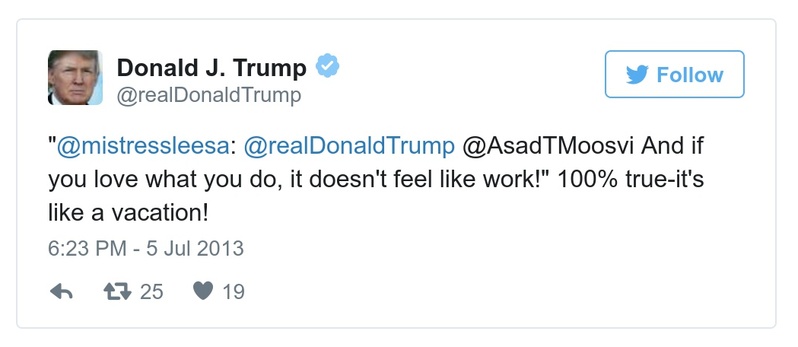 Donald J. Trump
@realDonaldTrump
Follow
"@mistressleesa: @realDonaldTrump @AsadTMoosvi And if
you love what you do, it doesn't feel like work!" 100% true-it's
like a vacation!
6:23 PM - 5 Jul 2013
25 19